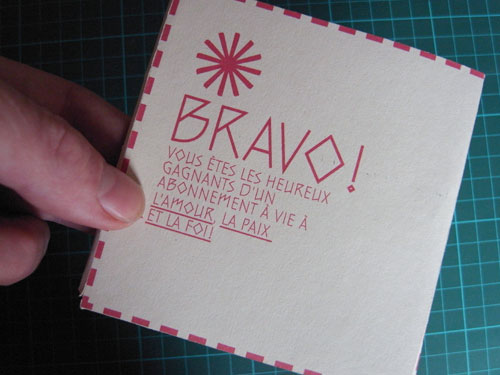 BRAVO!
VOUS ÊTES LES HEUREUX
GAGNANTS D'UN
ABONNEMENT À VIE À
L'AMOUR, LA PAIX
ET LA FOI!